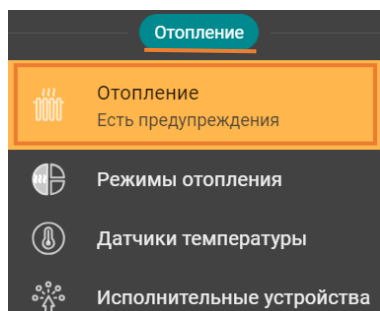 Отопление
Отопление
Есть предупреждения
Режимы отопления
Датчики температуры
Исполнительные устройства